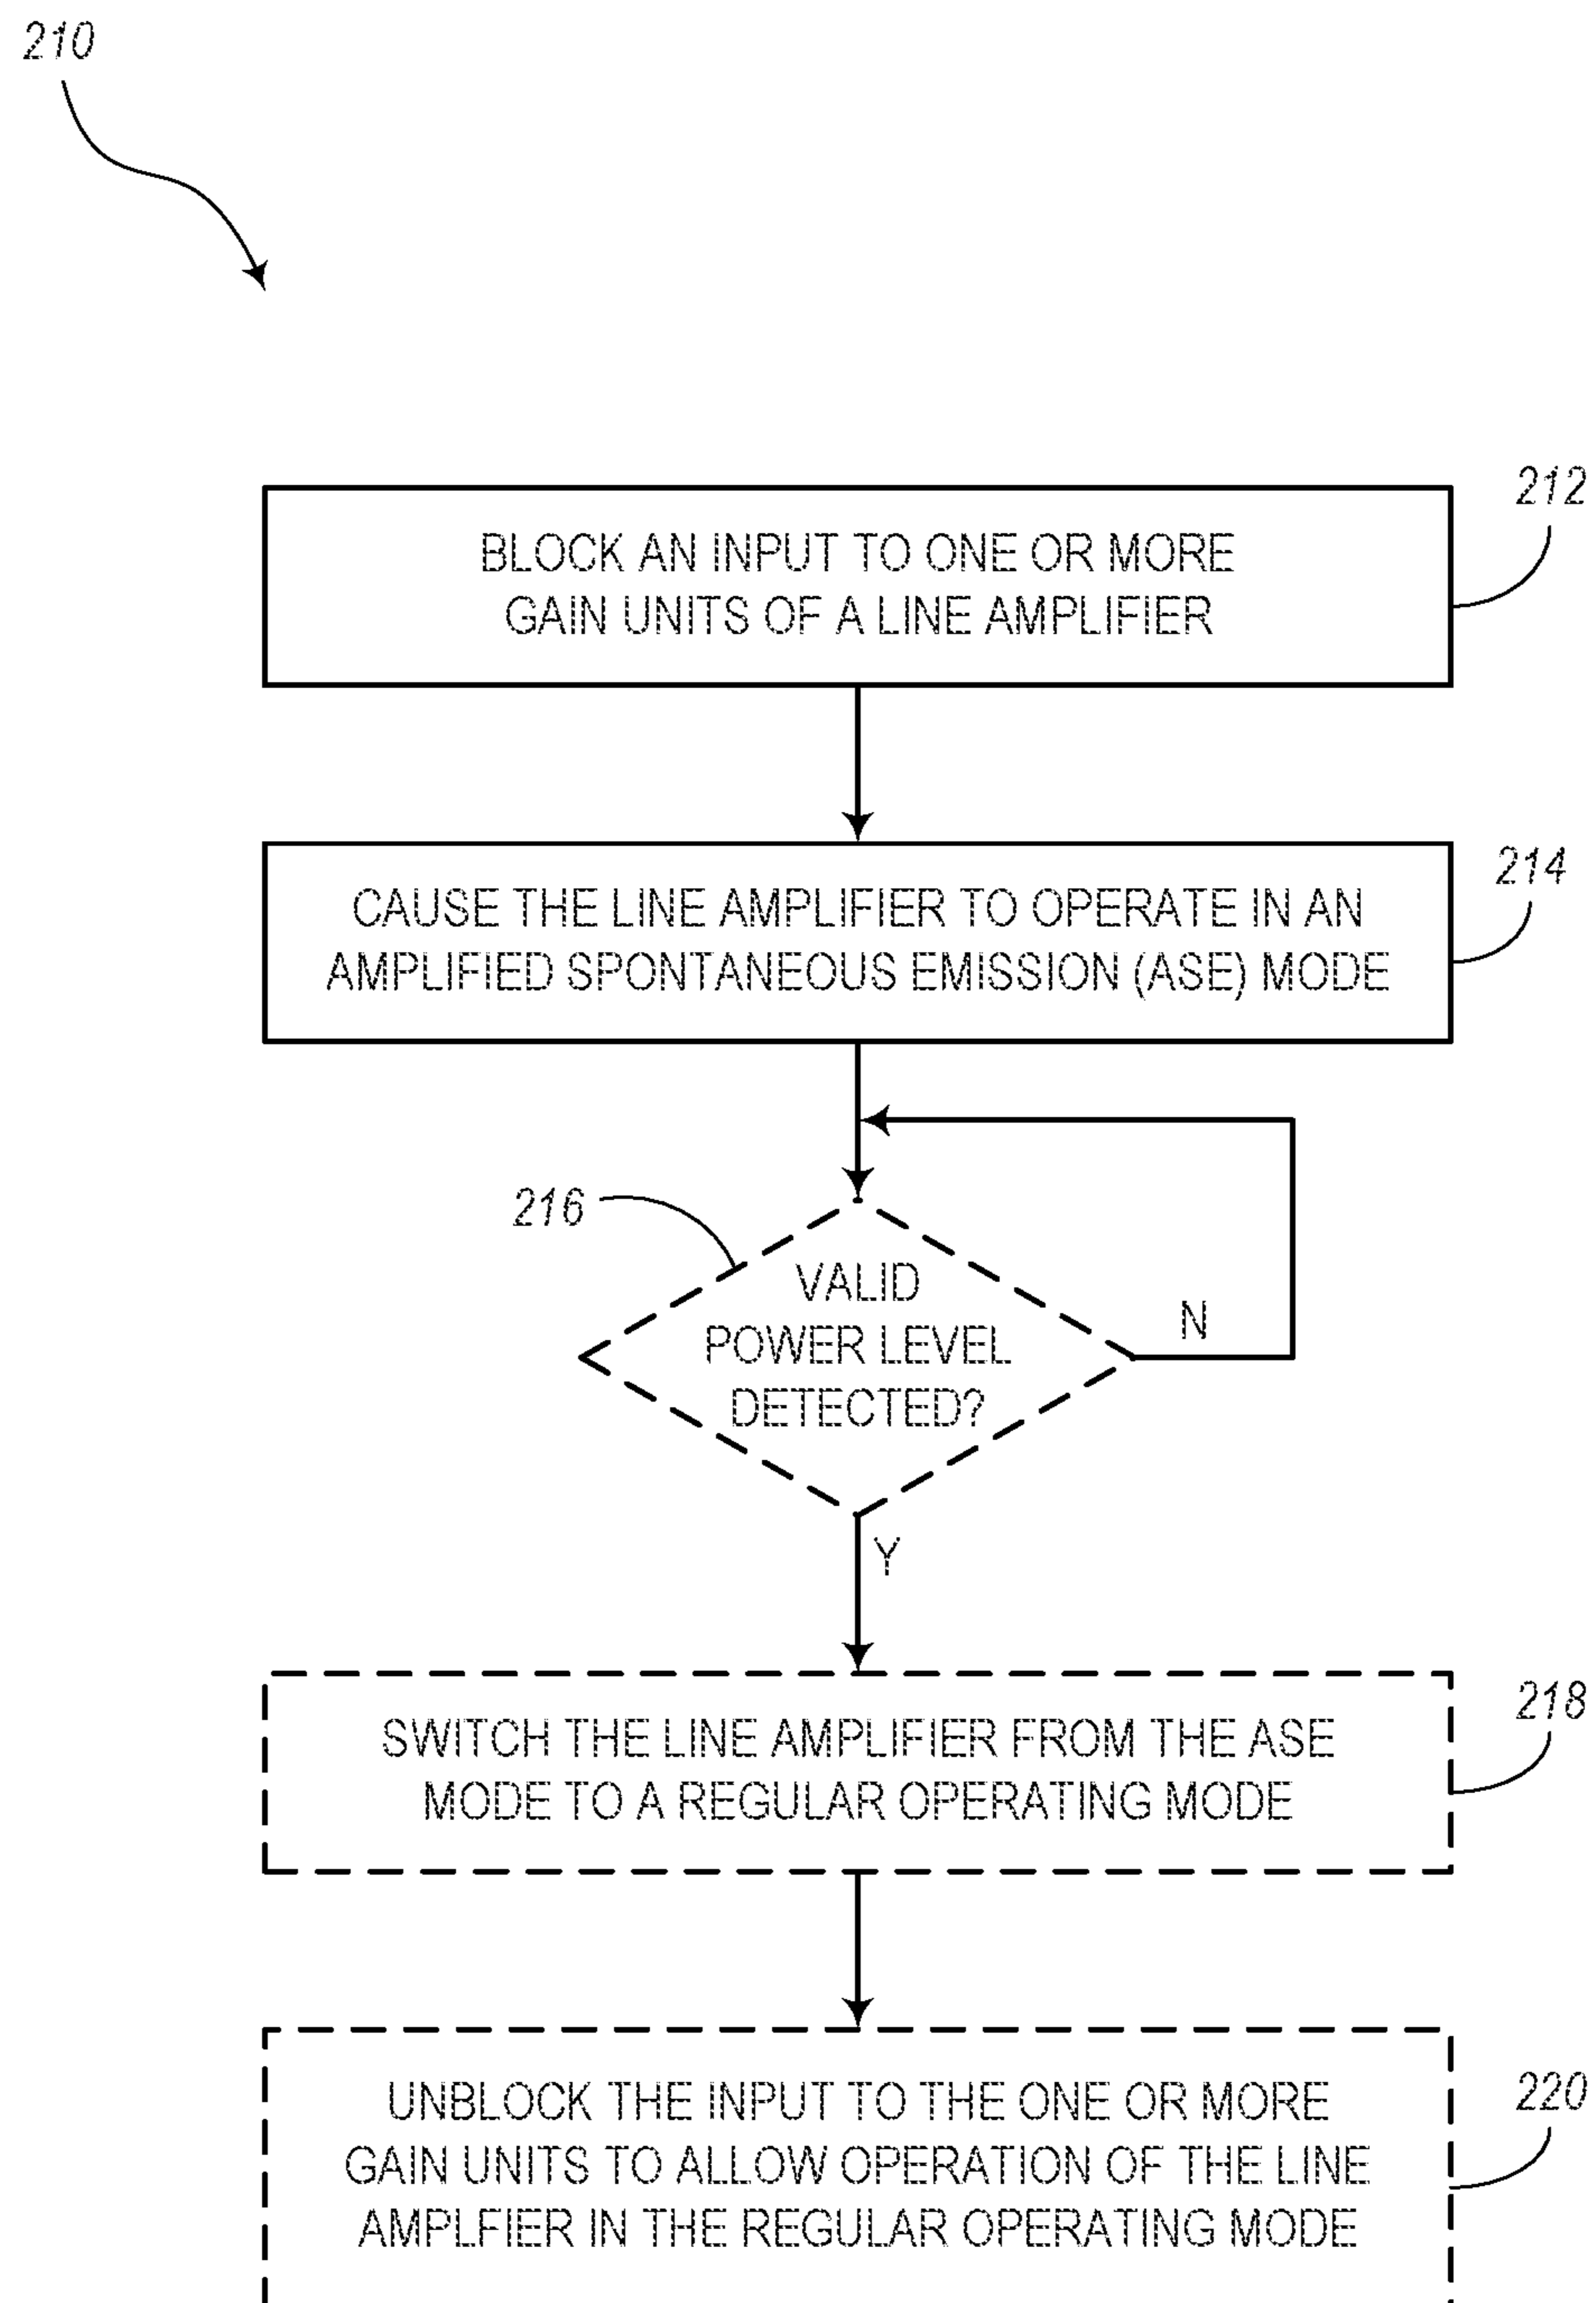 210
212
BLOCK AN INPUT TO ONE OR MORE
GAIN UNITS OF A LINE AMPLIFIER
214
CAUSE THE LINE AMPLIFIER TO OPERATE IN AN
AMPLIFIED SPONTANEOUS EMISSION (ASE) MODE
216
VALID
POWER LEVEL
DETECTED?
N
Y
218
SWITCH THE LINE AMPLIFIER FROM THE ASE
MODE TO A REGULAR OPERATING MODE
220
UNBLOCK THE INPUT TO THE ONE OR MORE
GAIN UNITS TO ALLOW OPERATION OF THE LINE
AMPLFIER IN THE REGULAR OPERATING MODE